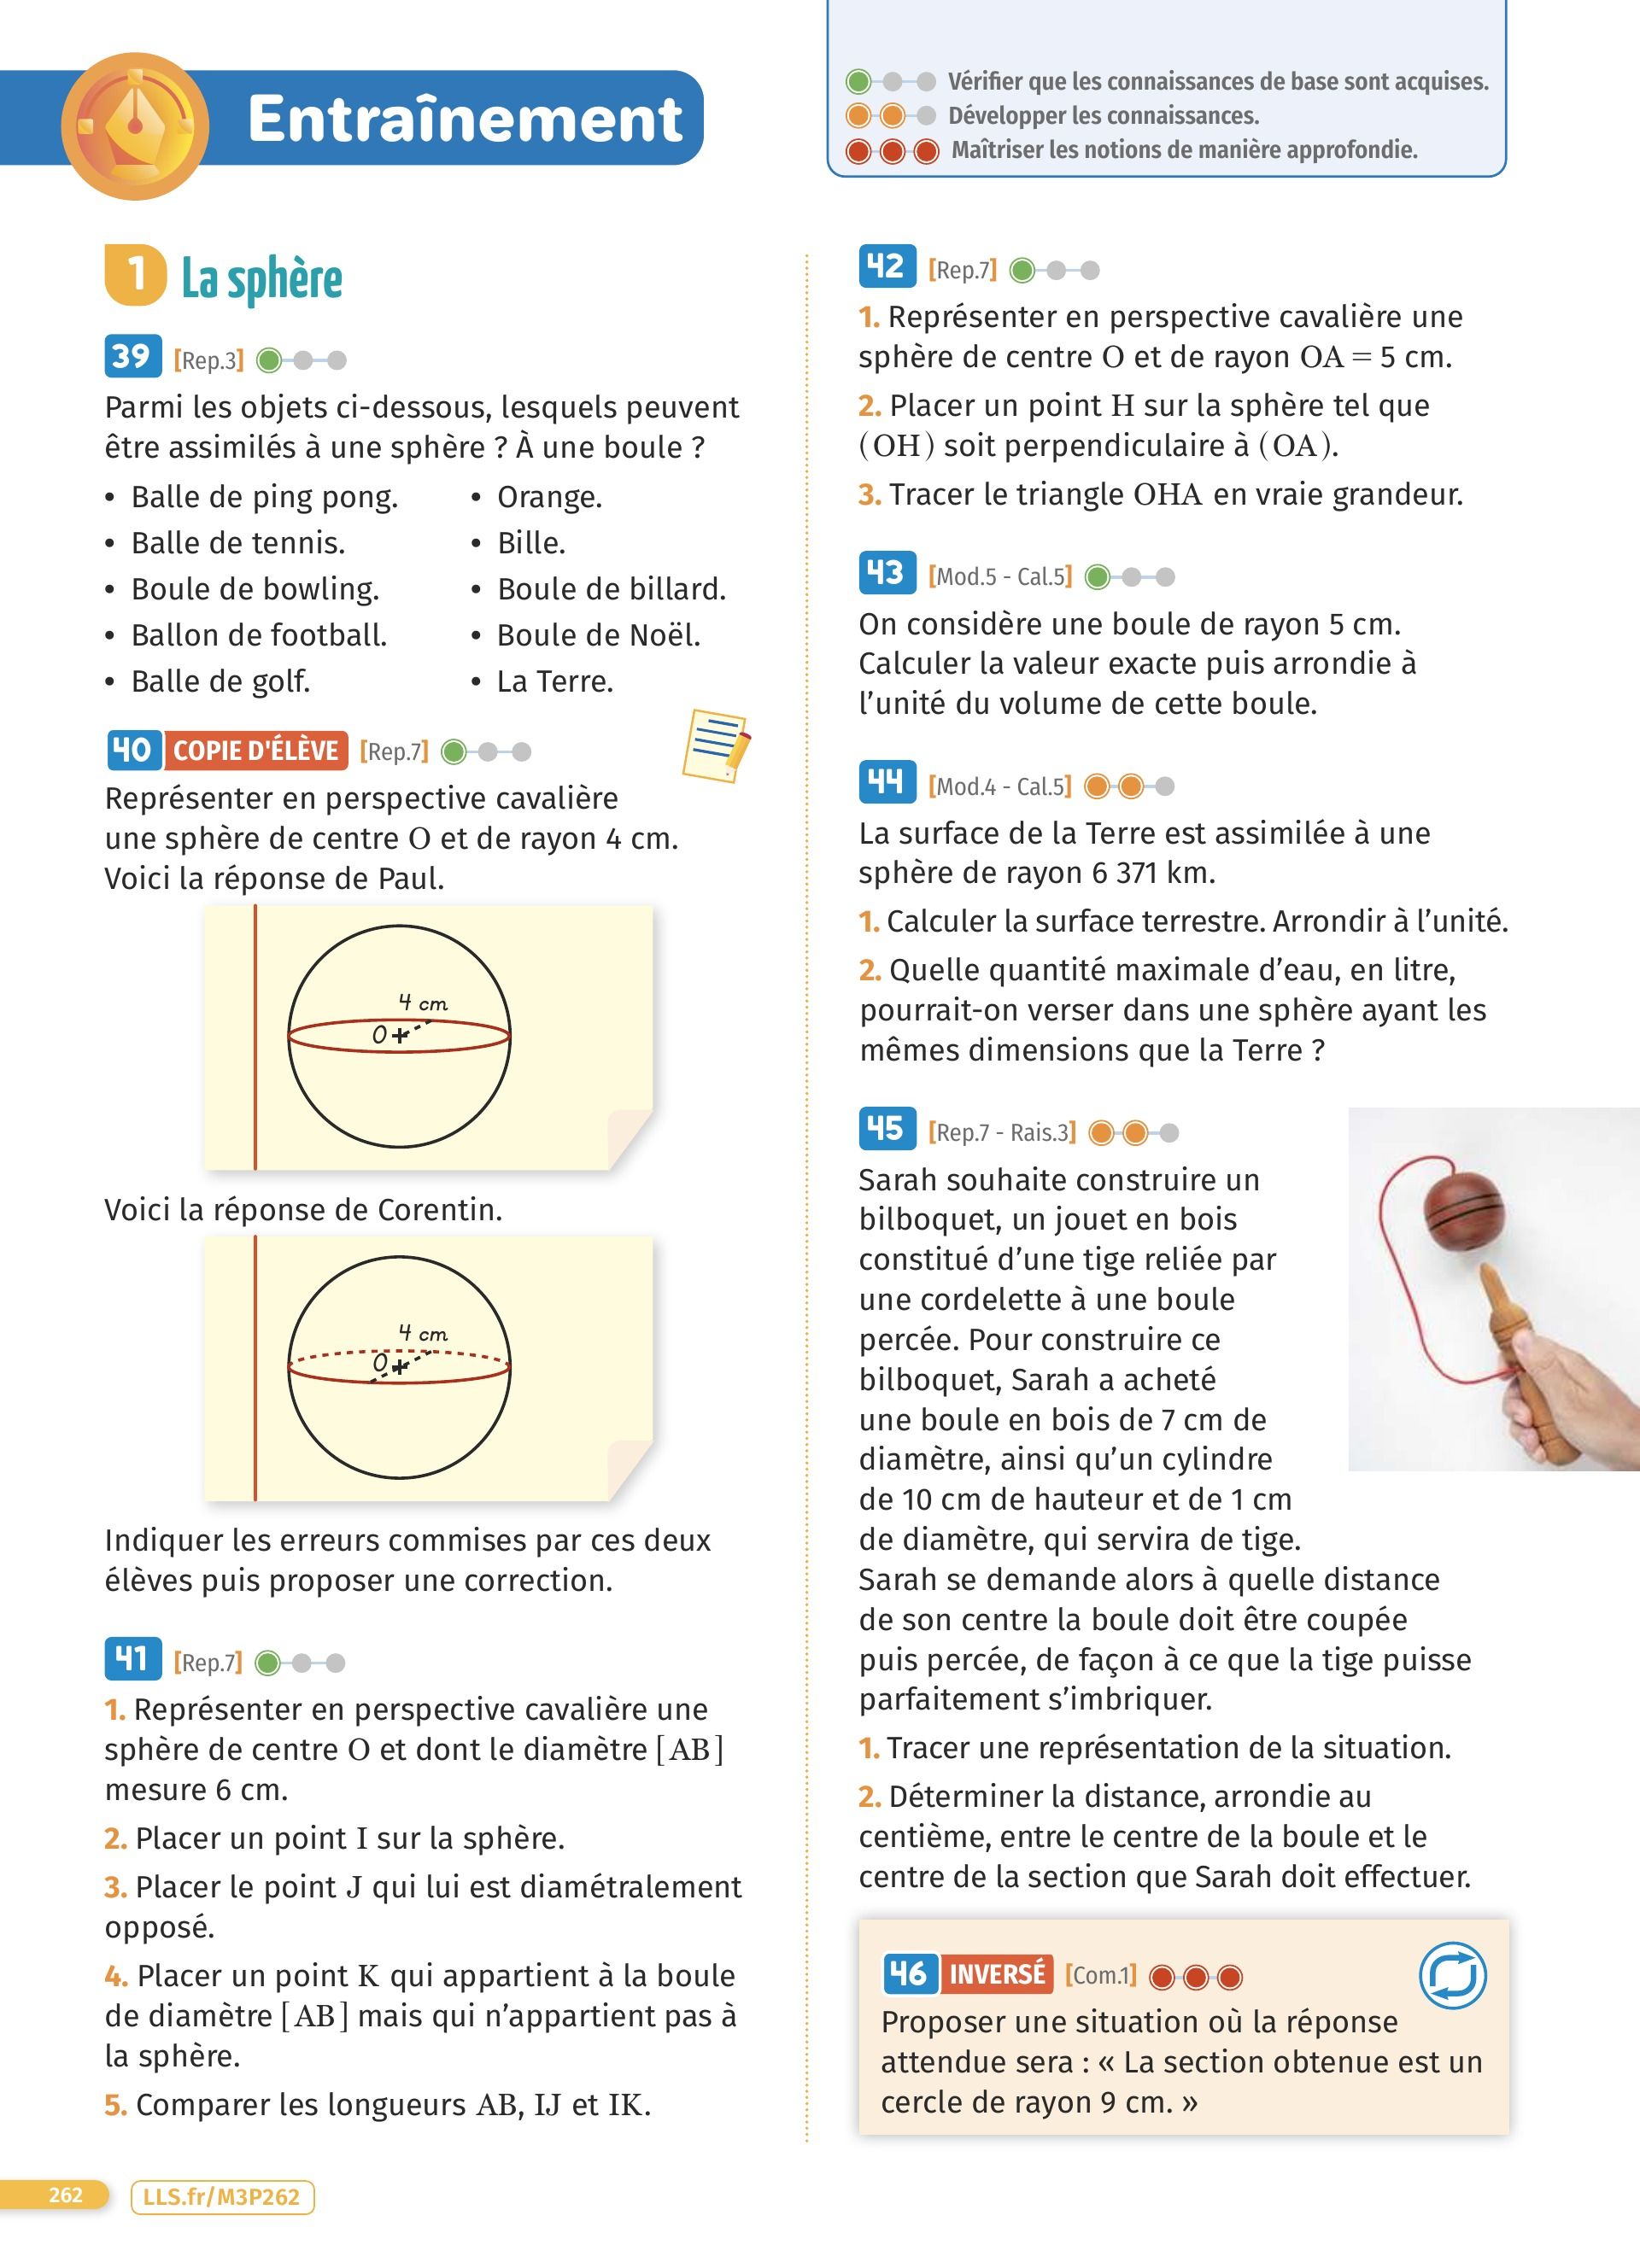 Entraînement
Vérifier que les connaissances de base sont acquises.
Développer les connaissances.
Maîtriser les notions de manière approfondie.
1 La sphère
39 [Rep.3]
Parmi les objets ci-dessous, lesquels peuvent
être assimilés à une sphère ? À une boule ?
• Balle de ping pong.
• Balle de tennis.
• Boule de bowling.
• Ballon de football.
• Balle de golf.
• Orange.
• Bille.
• Boule de billard.
• Boule de Noël.
• La Terre.
40 COPIE D'ÉLÈVE [Rep.7]
Représenter en perspective cavalière
une sphère de centre O et de rayon 4 cm.
Voici la réponse de Paul.
4 cm
O
Voici la réponse de Corentin.
4 cm
O
Indiquer les erreurs commises par ces deux
élèves puis proposer une correction.
41 [Rep.7]
1. Représenter en perspective cavalière une
sphère de centre O et dont le diamètre [AB]
mesure 6 cm.
2. Placer un point I sur la sphère.
3. Placer le point J qui lui est diamétralement
opposé.
4. Placer un point K qui appartient à la boule
de diamètre [AB] mais qui n'appartient pas à
la sphère.
5. Comparer les longueurs AB, IJ et IK.
42 [Rep.7]
1. Représenter en perspective cavalière une
sphère de centre O et de rayon OA = 5 cm.
2. Placer un point H sur la sphère tel que
(OH) soit perpendiculaire à (OA).
3. Tracer le triangle OHA en vraie grandeur.
43 [Mod.5 - Cal.5]
On considère une boule de rayon 5 cm.
Calculer la valeur exacte puis arrondie à
l'unité du volume de cette boule.
44 [Mod.4 - Cal.5]
La surface de la Terre est assimilée à une
sphère de rayon 6 371 km.
1. Calculer la surface terrestre. Arrondir à l'unité.
2. Quelle quantité maximale d'eau, en litre,
pourrait-on verser dans une sphère ayant les
mêmes dimensions que la Terre ?
45 [Rep.7 - Rais.3]
Sarah souhaite construire un
bilboquet, un jouet en bois
constitué d'une tige reliée par
une cordelette à une boule
percée. Pour construire ce
bilboquet, Sarah a acheté
une boule en bois de 7 cm de
diamètre, ainsi qu'un cylindre
de 10 cm de hauteur et de 1 cm
de diamètre, qui servira de tige.
Sarah se demande alors à quelle distance
de son centre la boule doit être coupée
puis percée, de façon à ce que la tige puisse
parfaitement s'imbriquer.
1. Tracer une représentation de la situation.
2. Déterminer la distance, arrondie au
centième, entre le centre de la boule et le
centre de la section que Sarah doit effectuer.
46 INVERSÉ [Com.1]
Proposer une situation où la réponse
attendue sera : « La section obtenue est un
cercle de rayon 9 cm. »
262
LLS.fr/M3P262